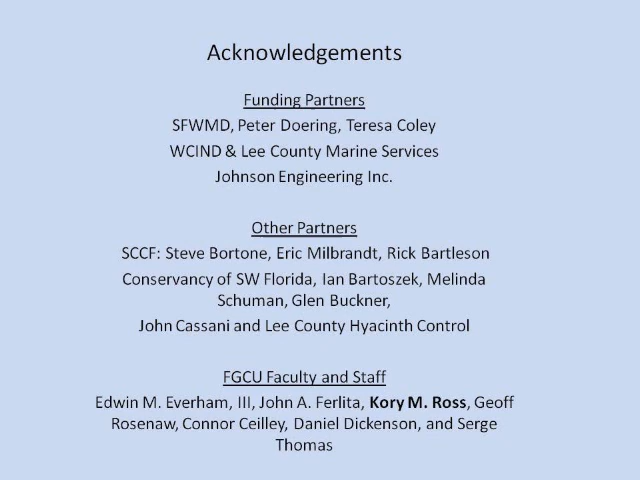 Acknowledgements
Funding Partners
SFWMD, Peter Doering, Teresa Coley
WCIND & Lee County Marine Services
Johnson Engineering Inc.
Other Partners
SCCF: Steve Bortone, Eric Milbrandt, Rick Bartleson
Conservancy of SW Florida, Ian Bartoszek, Melinda
Schuman, Glen Buckner,
John Cassani and Lee County Hyacinth Control
FGCU Faculty and Staff
Edwin M. Everham, III, John A. Ferlita, Kory M. Ross, Geoff
Rosenaw, Connor Ceilley, Daniel Dickenson, and Serge
Thomas